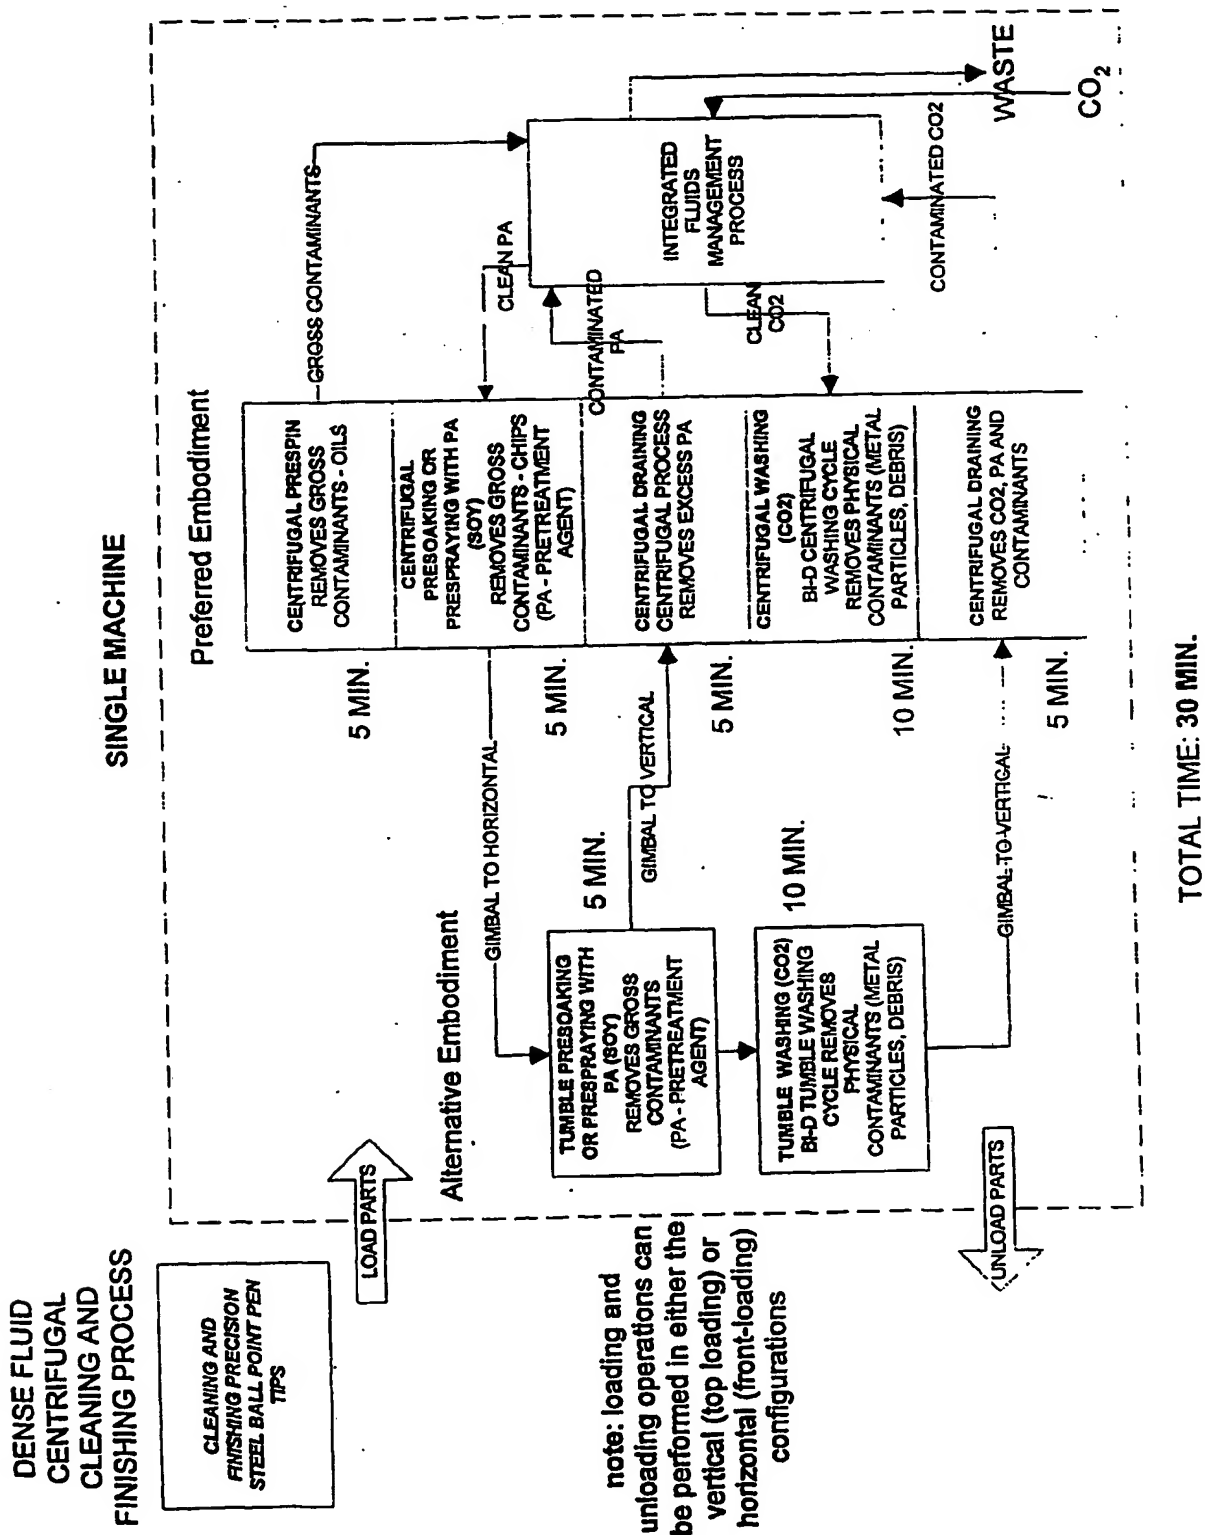 DENSE FLUID
CENTRIFUGAL
CLEANING AND
FINISHING PROCESS
CLEANING AND
FINISHING PRECISION
STEEL BALL POINT PEN
TIPS
note: loading and
unloading operations can
be performed in either the
vertical (top loading) or
horizontal (front-loading)
configurations
LOAD PARTS
UNLOAD PARTS
SINGLE MACHINE
Alternative Embodiment
TUMBLE PRESOAKING
OR PRESPRAYING WITH
PA (SOY)
REMOVES GROSS
CONTAMINANTS
(PA - PRETREATMENT
AGENT)
5 MIN.
TUMBLE WASHING (CO2)
BI-D TUMBLE WASHING
CYCLE REMOVES
PHYSICAL
CONTAMINANTS (METAL
PARTICLES, DEBRIS)
10 MIN.
GIMBAL TO HORIZONTAL
GIMBAL TO VERTICAL
GIMBAL-TO-VERTICAL
Preferred Embodiment
CENTRIFUGAL PRESPIN
REMOVES GROSS
CONTAMINANTS - OILS
5 MIN.
CENTRIFUGAL
PRESOAKING OR
PRESPRAYING WITH PA
(SOY)
REMOVES GROSS
CONTAMINANTS - CHIPS
(PA - PRETREATMENT
AGENT)
5 MIN.
CENTRIFUGAL DRAINING
CENTRIFUGAL PROCESS
REMOVES EXCESS PA
5 MIN.
CENTRIFUGAL WASHING
(CO2)
BI-D CENTRIFUGAL
WASHING CYCLE
REMOVES PHYSICAL
CONTAMINANTS (METAL
PARTICLES, DEBRIS)
10 MIN.
CENTRIFUGAL DRAINING
REMOVES CO2, PA AND
CONTAMINANTS
5 MIN.
GROSS CONTAMINANTS
CLEAN PA
CONTAMINATED
PA
CLEAN
CO2
INTEGRATED
FLUIDS
MANAGEMENT
PROCESS
CONTAMINATED CO2
WASTE
CO₂
TOTAL TIME: 30 MIN.